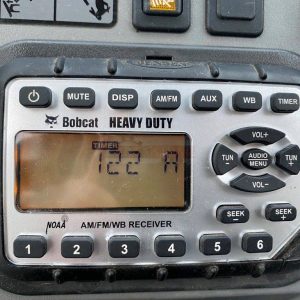 MUTE DISP AM/FM AUX WB TIMER
Bobcat HEAVY DUTY
TIMER
122 A
VOL+
TUN - AUDIO MENU TUN +
VOL-
SEEK - SEEK +
NOAA AM/FM/WB RECEIVER
1 2 3 4 5 6